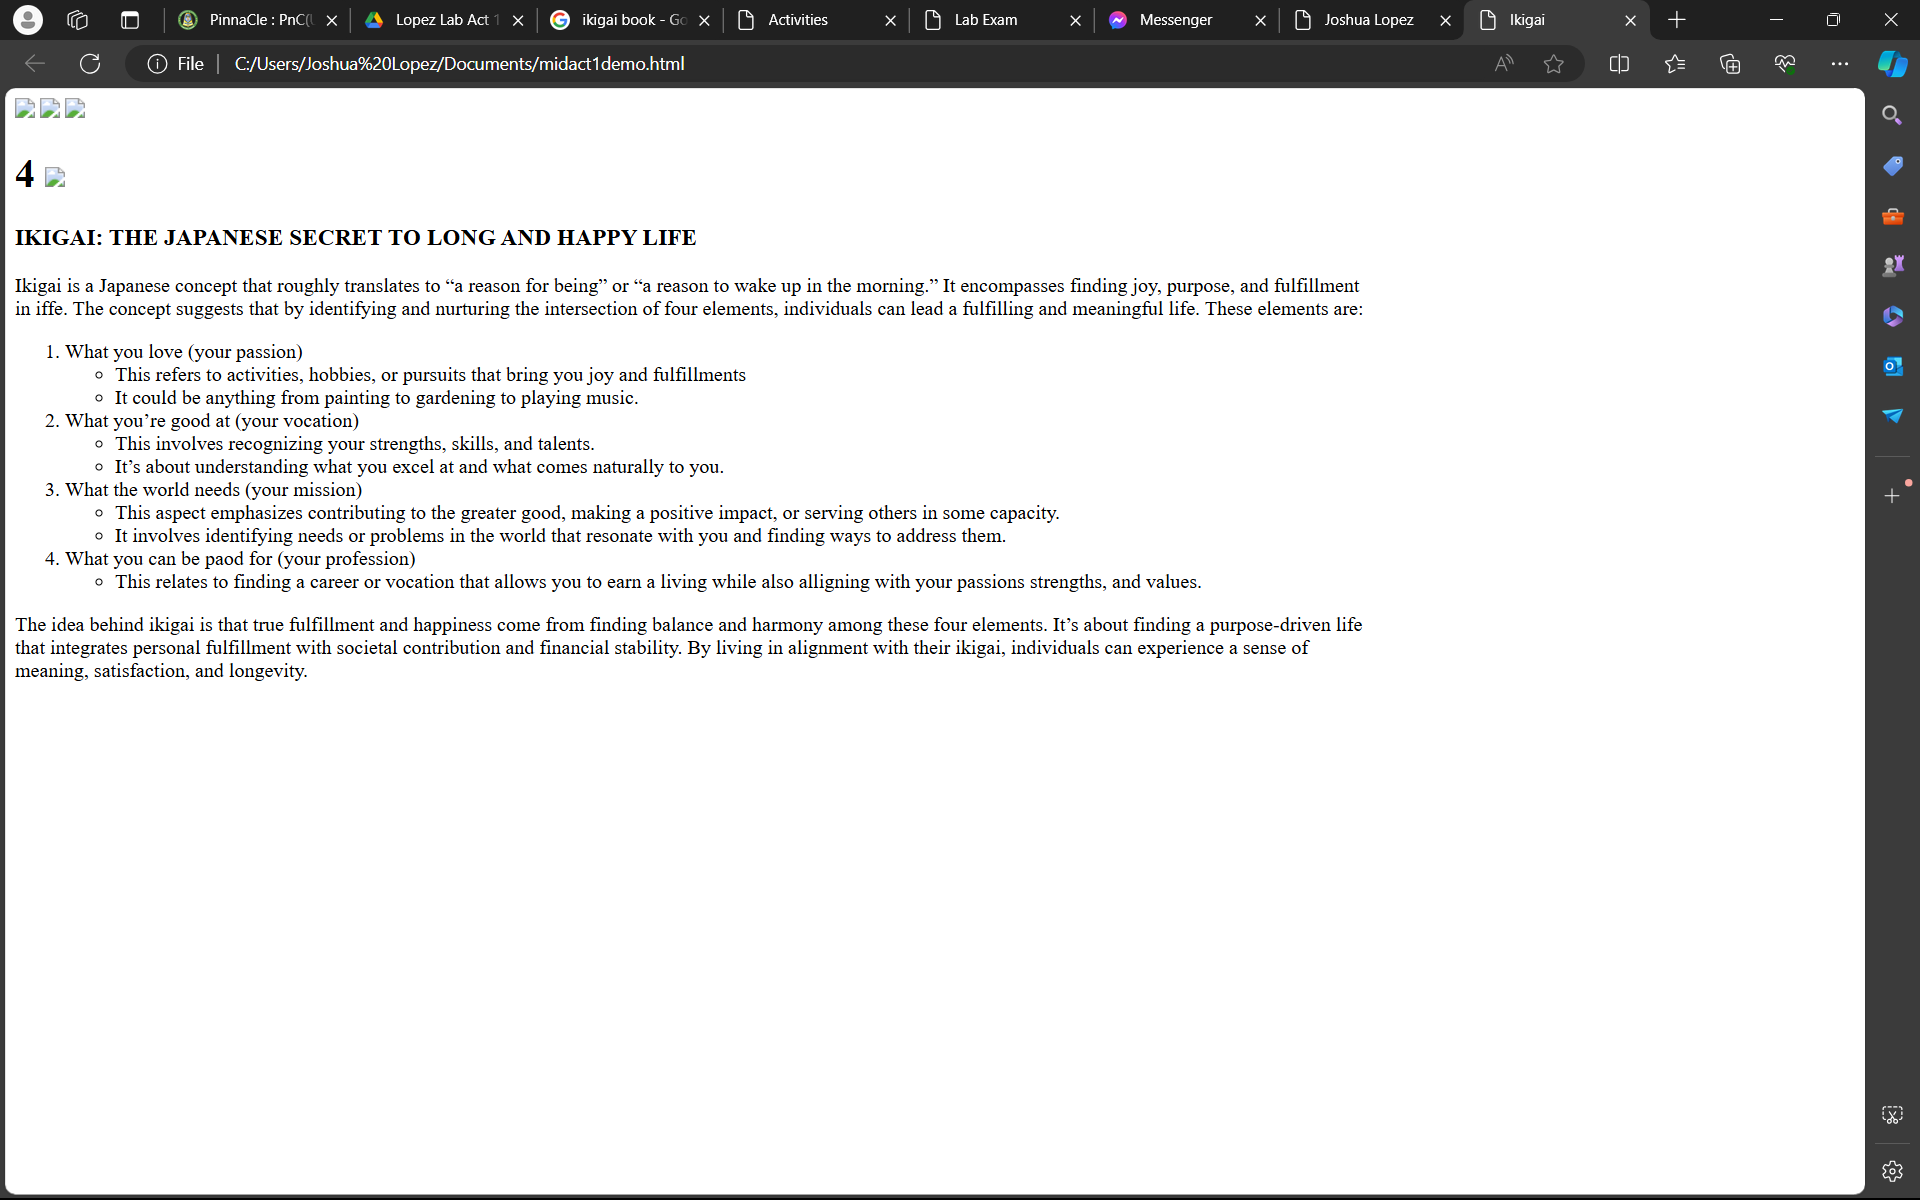 PinnaCle : PnC(
Lopez Lab Act 1
ikigai book - Go
Activities
Lab Exam
Messenger
Joshua Lopez
Ikigai
File
C:/Users/Joshua%20Lopez/Documents/midact1demo.html
4
IKIGAI: THE JAPANESE SECRET TO LONG AND HAPPY LIFE
Ikigai is a Japanese concept that roughly translates to “a reason for being” or “a reason to wake up in the morning.” It encompasses finding joy, purpose, and fulfillment
in iffe. The concept suggests that by identifying and nurturing the intersection of four elements, individuals can lead a fulfilling and meaningful life. These elements are:
1. What you love (your passion)
This refers to activities, hobbies, or pursuits that bring you joy and fulfillments
It could be anything from painting to gardening to playing music.
2. What you’re good at (your vocation)
This involves recognizing your strengths, skills, and talents.
It’s about understanding what you excel at and what comes naturally to you.
3. What the world needs (your mission)
This aspect emphasizes contributing to the greater good, making a positive impact, or serving others in some capacity.
It involves identifying needs or problems in the world that resonate with you and finding ways to address them.
4. What you can be paod for (your profession)
This relates to finding a career or vocation that allows you to earn a living while also alligning with your passions strengths, and values.
The idea behind ikigai is that true fulfillment and happiness come from finding balance and harmony among these four elements. It’s about finding a purpose-driven life
that integrates personal fulfillment with societal contribution and financial stability. By living in alignment with their ikigai, individuals can experience a sense of
meaning, satisfaction, and longevity.